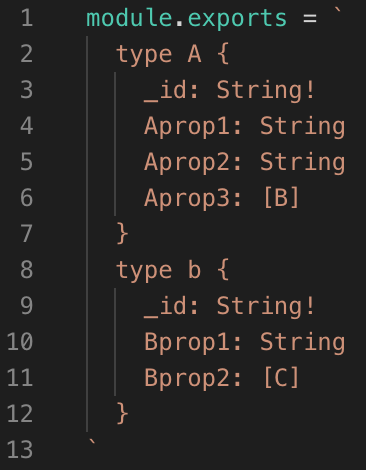 1 module.exports = `
2 type A {
3 _id: String!
4 Aprop1: String
5 Aprop2: String
6 Aprop3: [B]
7 }
8 type b {
9 _id: String!
10 Bprop1: String
11 Bprop2: [C]
12 }
13 `